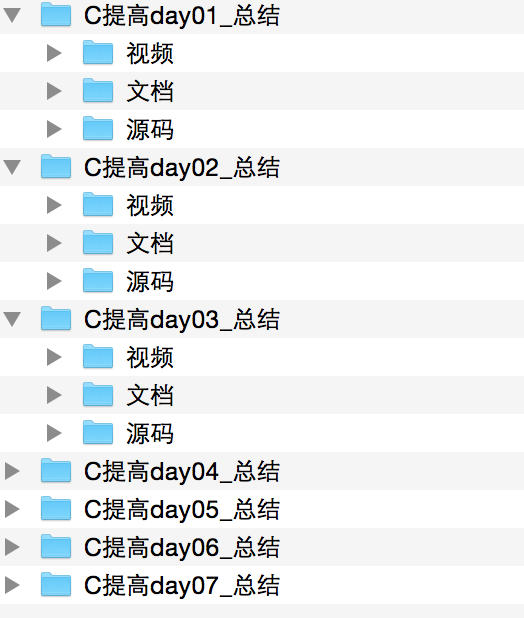 C提高day01_总结
视频
文档
源码
C提高day02_总结
视频
文档
源码
C提高day03_总结
视频
文档
源码
C提高day04_总结
C提高day05_总结
C提高day06_总结
C提高day07_总结